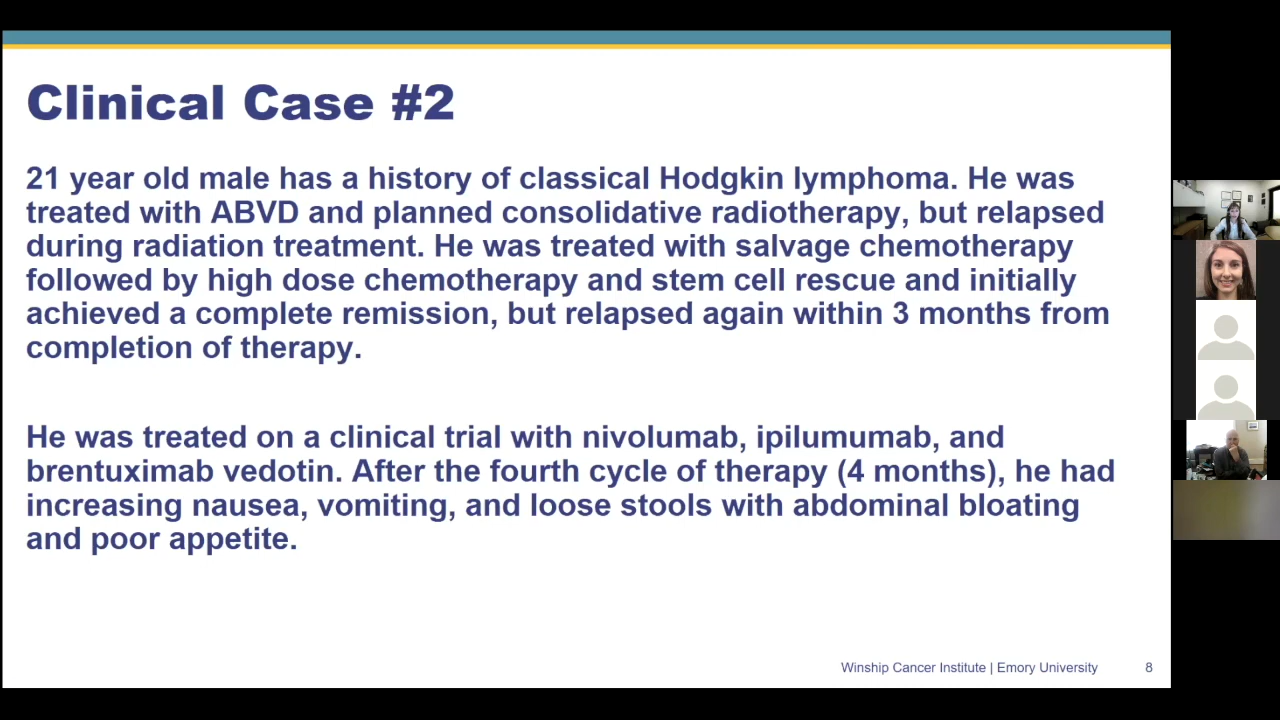 Clinical Case #2
21 year old male has a history of classical Hodgkin lymphoma. He was
treated with ABVD and planned consolidative radiotherapy, but relapsed
during radiation treatment. He was treated with salvage chemotherapy
followed by high dose chemotherapy and stem cell rescue and initially
achieved a complete remission, but relapsed again within 3 months from
completion of therapy.
He was treated on a clinical trial with nivolumab, ipilumumab, and
brentuximab vedotin. After the fourth cycle of therapy (4 months), he had
increasing nausea, vomiting, and loose stools with abdominal bloating
and poor appetite.
Winship Cancer Institute | Emory University 8